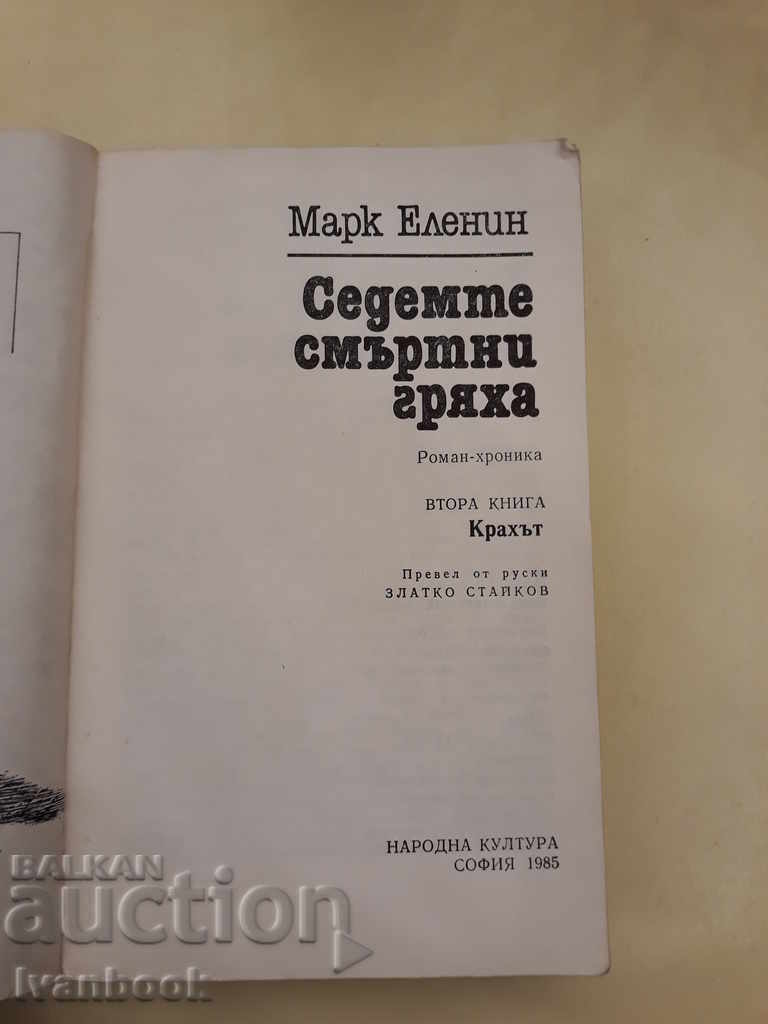 Марк Еленин
Седемте
смъртни
гряха
Роман-хроника
ВТОРА КНИГА
Крахът
Превел от руски
ЗЛАТКО СТАЙКОВ
НАРОДНА КУЛТУРА
СОФИЯ 1985
BALKAN
auction
Ivanbook